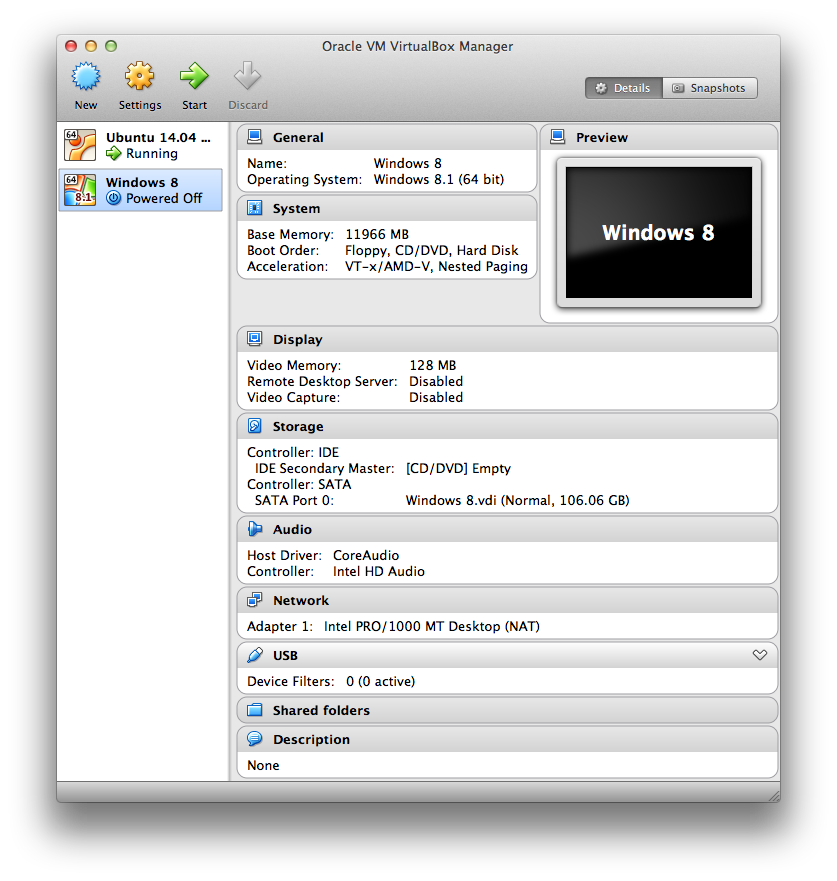 Oracle VM VirtualBox Manager
New Settings Start Discard
Details Snapshots
64 Ubuntu 14.04 ...
Running
64 8.1 Windows 8
Powered Off
General
Name: Windows 8
Operating System: Windows 8.1 (64 bit)
System
Base Memory: 11966 MB
Boot Order: Floppy, CD/DVD, Hard Disk
Acceleration: VT-x/AMD-V, Nested Paging
Preview
Windows 8
Display
Video Memory: 128 MB
Remote Desktop Server: Disabled
Video Capture: Disabled
Storage
Controller: IDE
IDE Secondary Master: [CD/DVD] Empty
Controller: SATA
SATA Port 0: Windows 8.vdi (Normal, 106.06 GB)
Audio
Host Driver: CoreAudio
Controller: Intel HD Audio
Network
Adapter 1: Intel PRO/1000 MT Desktop (NAT)
USB
Device Filters: 0 (0 active)
Shared folders
Description
None